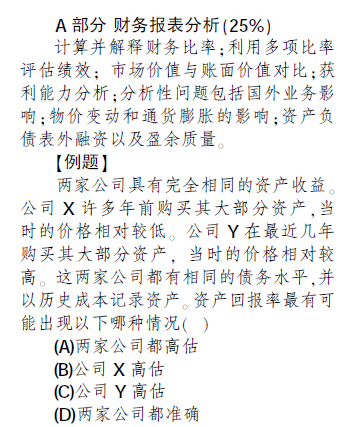 A 部分 财务报表分析(25%)
计算并解释财务比率;利用多项比率
评估绩效; 市场价值与账面价值对比;获
利能力分析;分析性问题包括国外业务影
响;物价变动和通货膨胀的影响;资产负
债表外融资以及盈余质量。
【例题】
两家公司具有完全相同的资产收益。
公司 X 许多年前购买其大部分资产,当
时的价格相对较低。 公司 Y 在最近几年
购买其大部分资产, 当时的价格相对较
高。 这两家公司都有相同的债务水平,并
以历史成本记录资产。资产回报率最有可
能出现以下哪种情况( )
(A)两家公司都高估
(B)公司 X 高估
(C)公司 Y 高估
(D)两家公司都准确